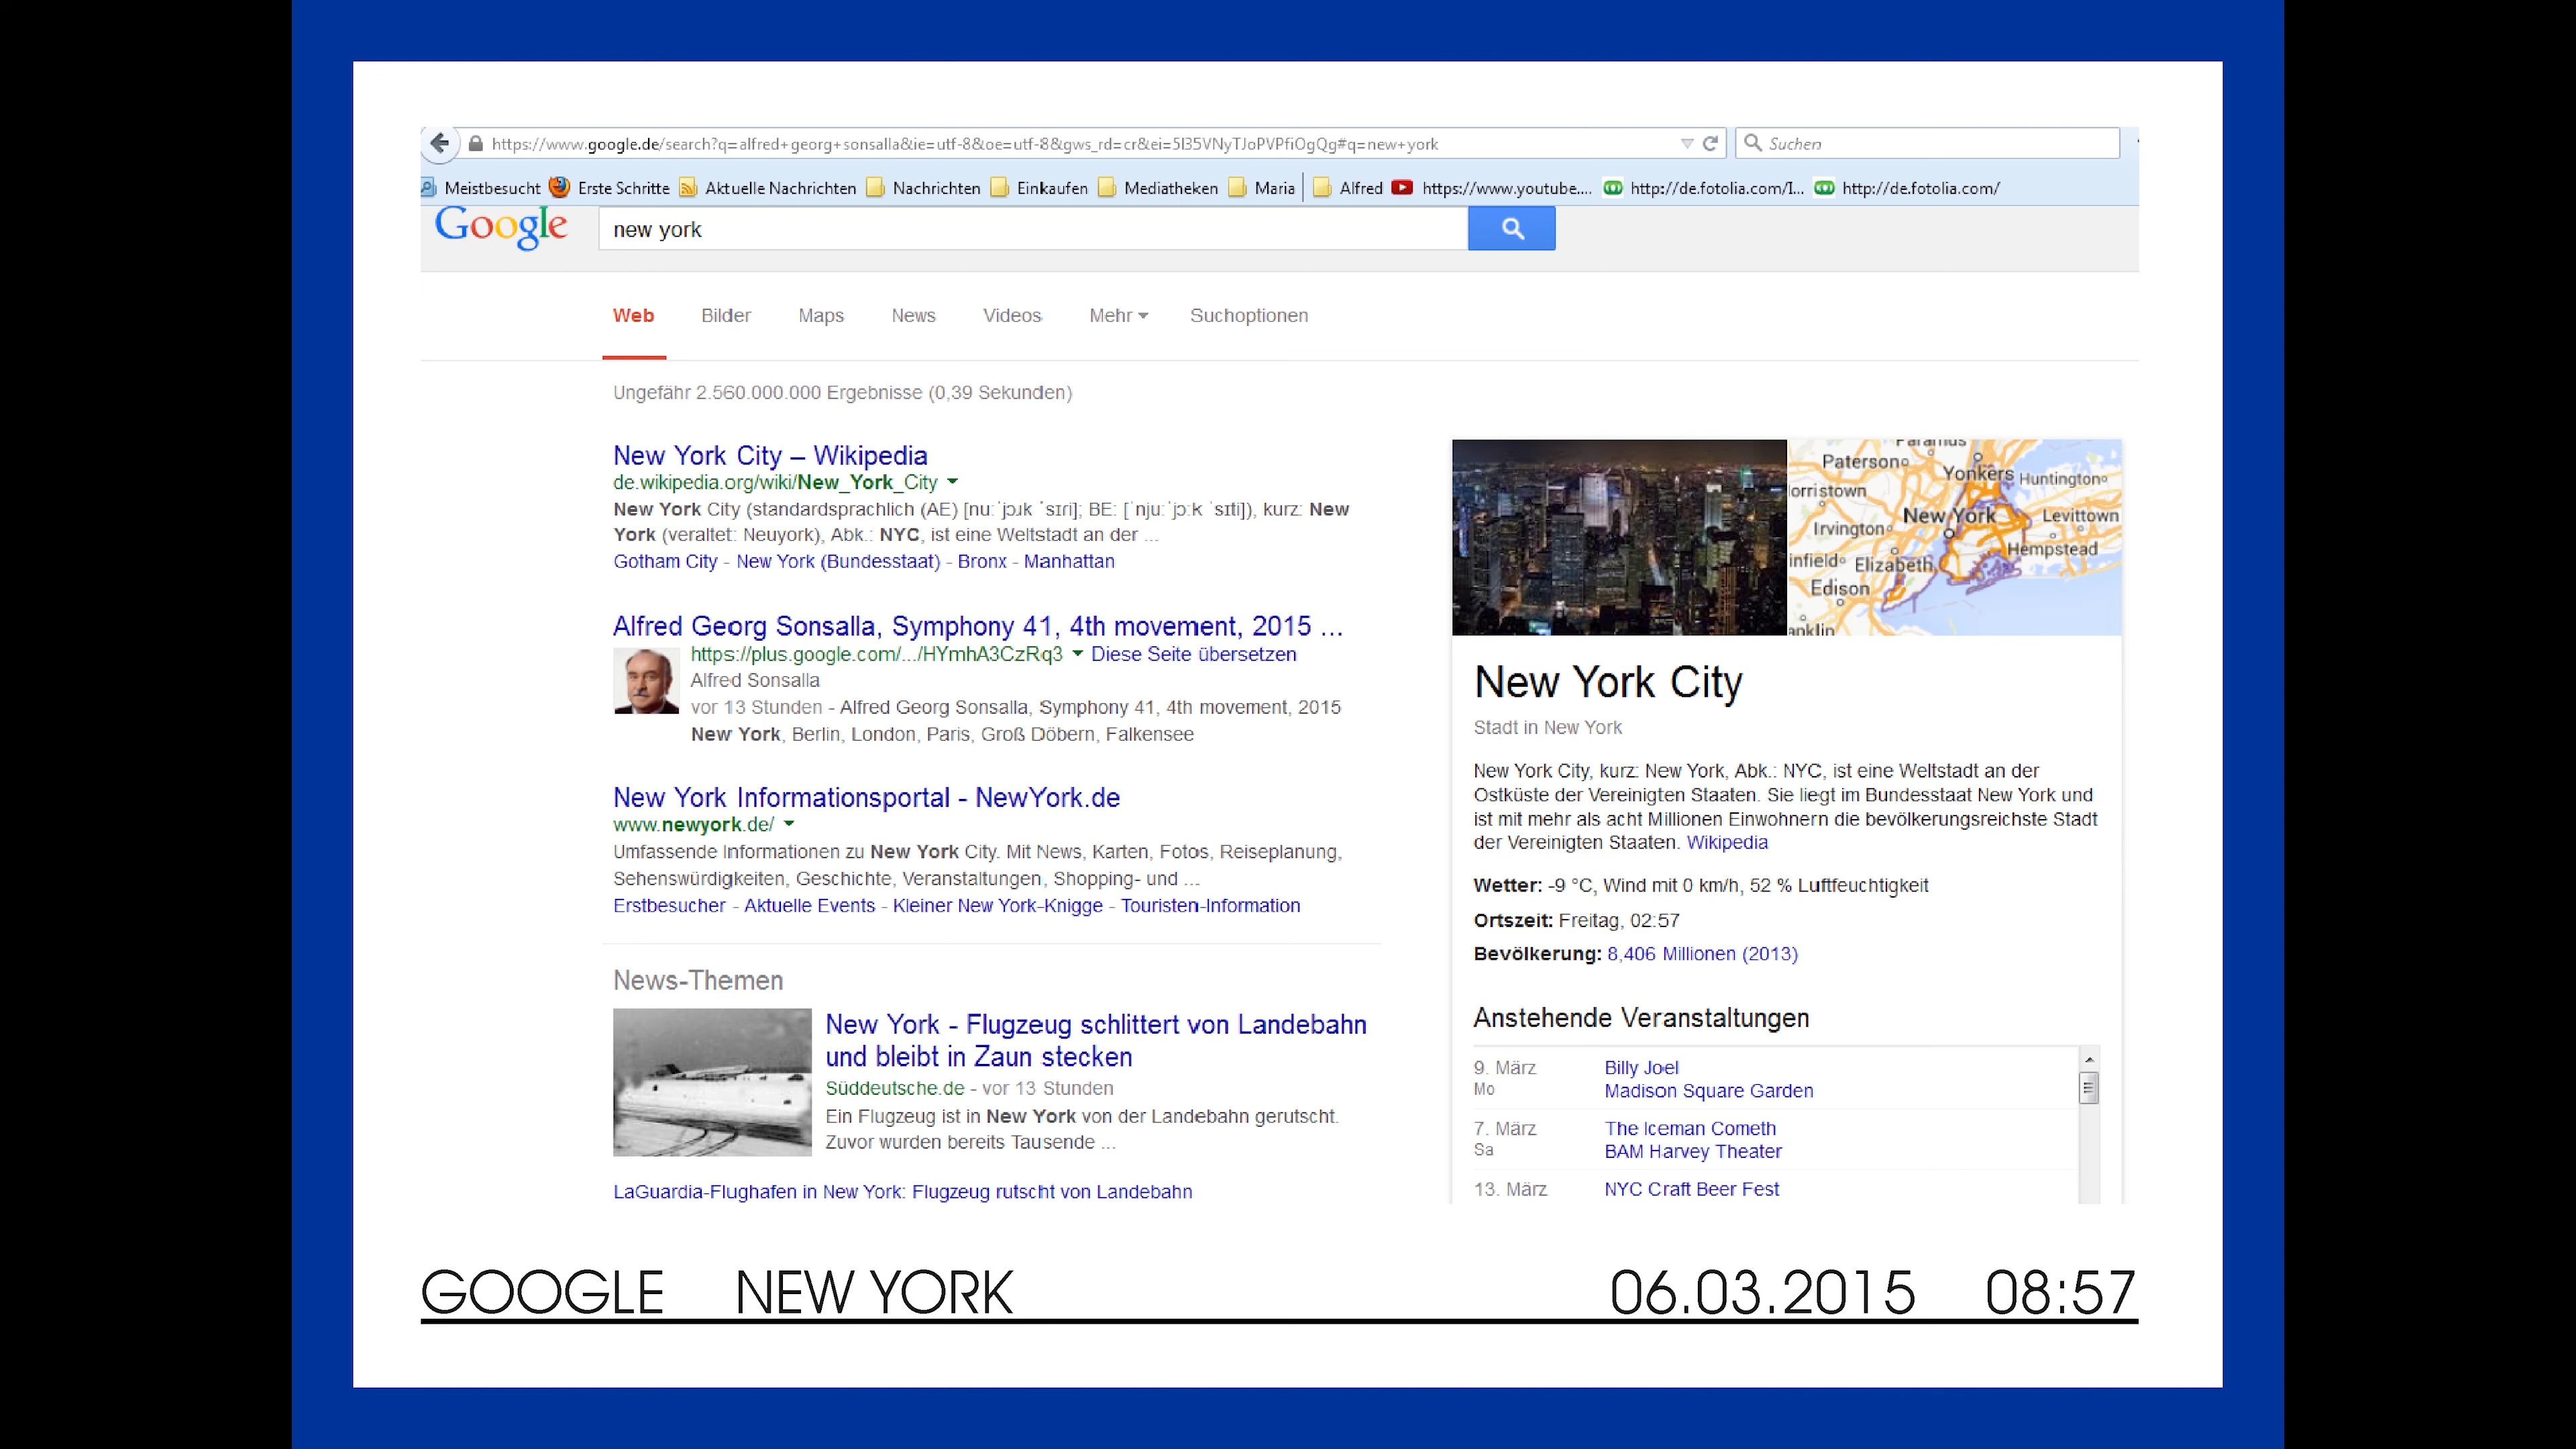 https://www.google.de/search?q=alfred+georg+sonsalla&ie=utf-8&oe=utf-8&gws_rd=cr&ei=5I35VNyTJoPVPfiOgQg#q=new+york
Suchen
Meistbesucht Erste Schritte Aktuelle Nachrichten Nachrichten Einkaufen Mediatheken Maria Alfred https://www.youtube.... http://de.fotolia.com/I... http://de.fotolia.com/
Google new york
Web Bilder Maps News Videos Mehr Suchoptionen
Ungefähr 2.560.000.000 Ergebnisse (0,39 Sekunden)
New York City – Wikipedia
de.wikipedia.org/wiki/New_York_City
New York City (standardsprachlich (AE) [nuːˈjɔɹk ˈsɪɾi]; BE: [ˈnjuːˈjɔːk ˈsɪti]), kurz: New
York (veraltet: Neuyork), Abk.: NYC, ist eine Weltstadt an der ...
Gotham City - New York (Bundesstaat) - Bronx - Manhattan
Alfred Georg Sonsalla, Symphony 41, 4th movement, 2015 ...
https://plus.google.com/.../HYmhA3CzRq3 Diese Seite übersetzen
Alfred Sonsalla
vor 13 Stunden - Alfred Georg Sonsalla, Symphony 41, 4th movement, 2015
New York, Berlin, London, Paris, Groß Döbern, Falkensee
New York Informationsportal - NewYork.de
www.newyork.de/
Umfassende Informationen zu New York City. Mit News, Karten, Fotos, Reiseplanung,
Sehenswürdigkeiten, Geschichte, Veranstaltungen, Shopping- und ...
Erstbesucher - Aktuelle Events - Kleiner New York-Knigge - Touristen-Information
News-Themen
New York - Flugzeug schlittert von Landebahn
und bleibt in Zaun stecken
Süddeutsche.de - vor 13 Stunden
Ein Flugzeug ist in New York von der Landebahn gerutscht.
Zuvor wurden bereits Tausende ...
LaGuardia-Flughafen in New York: Flugzeug rutscht von Landebahn
Paramus
Paterson
Yonkers
Huntington
orristown
New York
Levittown
Irvington
Hempstead
infield
Elizabeth
Edison
anklin
New York City
Stadt in New York
New York City, kurz: New York, Abk.: NYC, ist eine Weltstadt an der
Ostküste der Vereinigten Staaten. Sie liegt im Bundesstaat New York und
ist mit mehr als acht Millionen Einwohnern die bevölkerungsreichste Stadt
der Vereinigten Staaten. Wikipedia
Wetter: -9 °C, Wind mit 0 km/h, 52 % Luftfeuchtigkeit
Ortszeit: Freitag, 02:57
Bevölkerung: 8,406 Millionen (2013)
Anstehende Veranstaltungen
9. März Billy Joel
Mo Madison Square Garden
7. März The Iceman Cometh
Sa BAM Harvey Theater
13. März NYC Craft Beer Fest
GOOGLE NEW YORK 06.03.2015 08:57